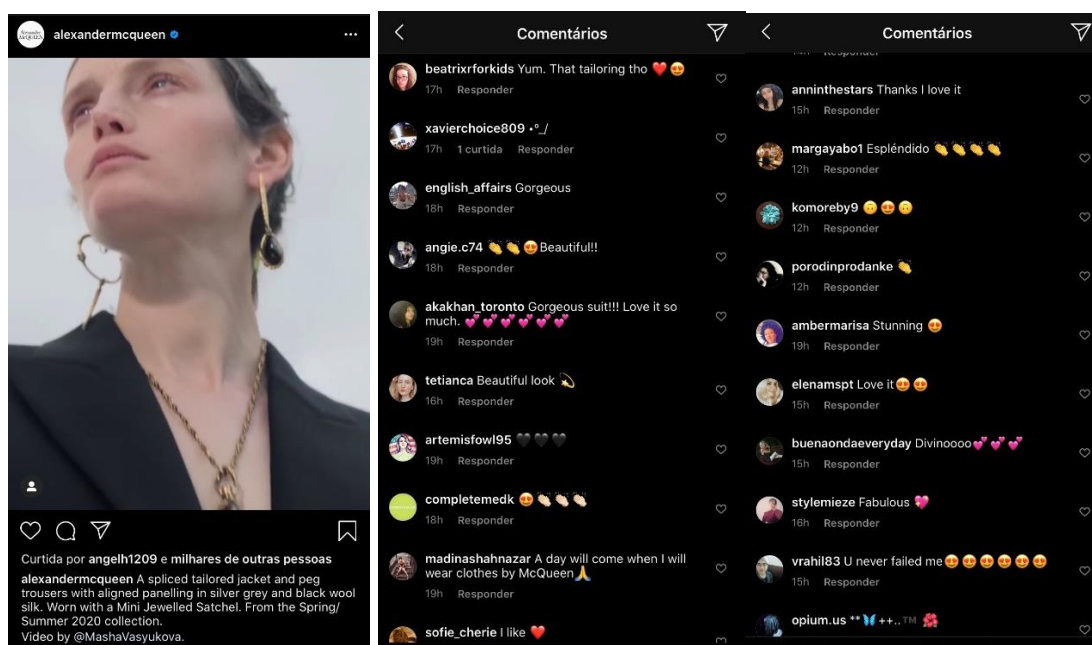 alexandermcqueen
Curtida por angelh1209 e milhares de outras pessoas
alexandermcqueen A spliced tailored jacket and peg
trousers with aligned panelling in silver grey and black wool
silk. Worn with a Mini Jewelled Satchel. From the Spring/
Summer 2020 collection.
Video by @MashaVasyukova.
Comentários
beatrixrforkids Yum. That tailoring tho ❤️😍
17h Responder
xavierchoice809 •°_/
17h 1 curtida Responder
english_affairs Gorgeous
18h Responder
angie.c74 👏👏😍Beautiful!!
18h Responder
akakhan_toronto Gorgeous suit!!! Love it so
much. 💕💕💕💕💕💕
19h Responder
tetianca Beautiful look 💫
16h Responder
artemisfowl95 🖤🖤🖤
19h Responder
completemedk 😍👏🏻👏🏻👏🏻
18h Responder
madinashahnazar A day will come when I will
wear clothes by McQueen🙏
19h Responder
sofie_cherie I like ❤️
Comentários
Responder
anninthestars Thanks I love it
15h Responder
margayabo1 Espléndido 👏👏👏👏
12h Responder
komoreby9 🙃😍🙃
12h Responder
porodinprodanke 👏
12h Responder
ambermarisa Stunning 😍
19h Responder
elenamspt Love it😍😍
15h Responder
buenaondaeveryday Divinoooo💕💕💕
15h Responder
stylemieze Fabulous 💖
16h Responder
vrahil83 U never failed me😍😍😍😍😍😍
15h Responder
opium.us **🦋++..™ 🌺